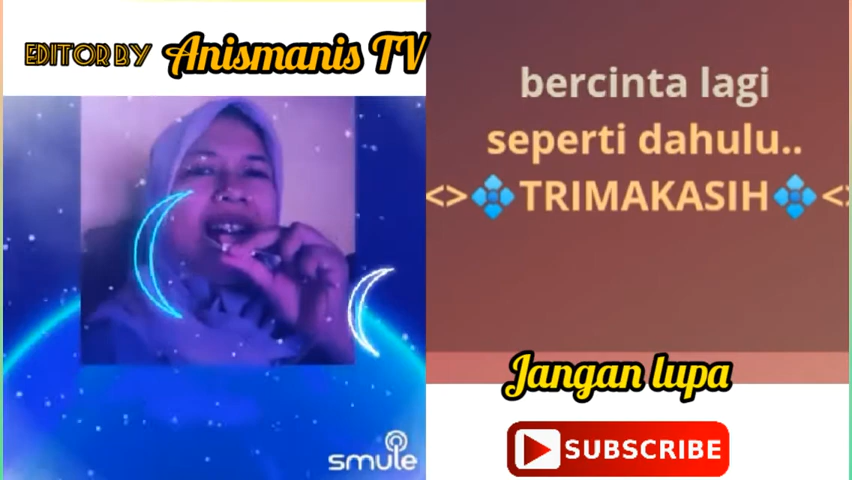 EDITOR BY Anismanis TV
bercinta lagi
seperti dahulu..
<>💠TRIMAKASIH💠<>
Jangan lupa
SUBSCRIBE
smule